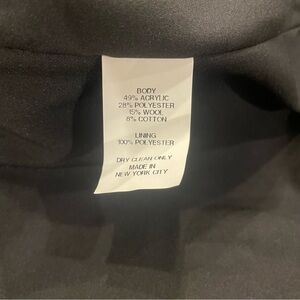 BODY
49% ACRYLIC
28% POLYESTER
15% WOOL
8% COTTON
LINING
100% POLYESTER
DRY CLEAN ONLY
MADE IN
NEW YORK CITY